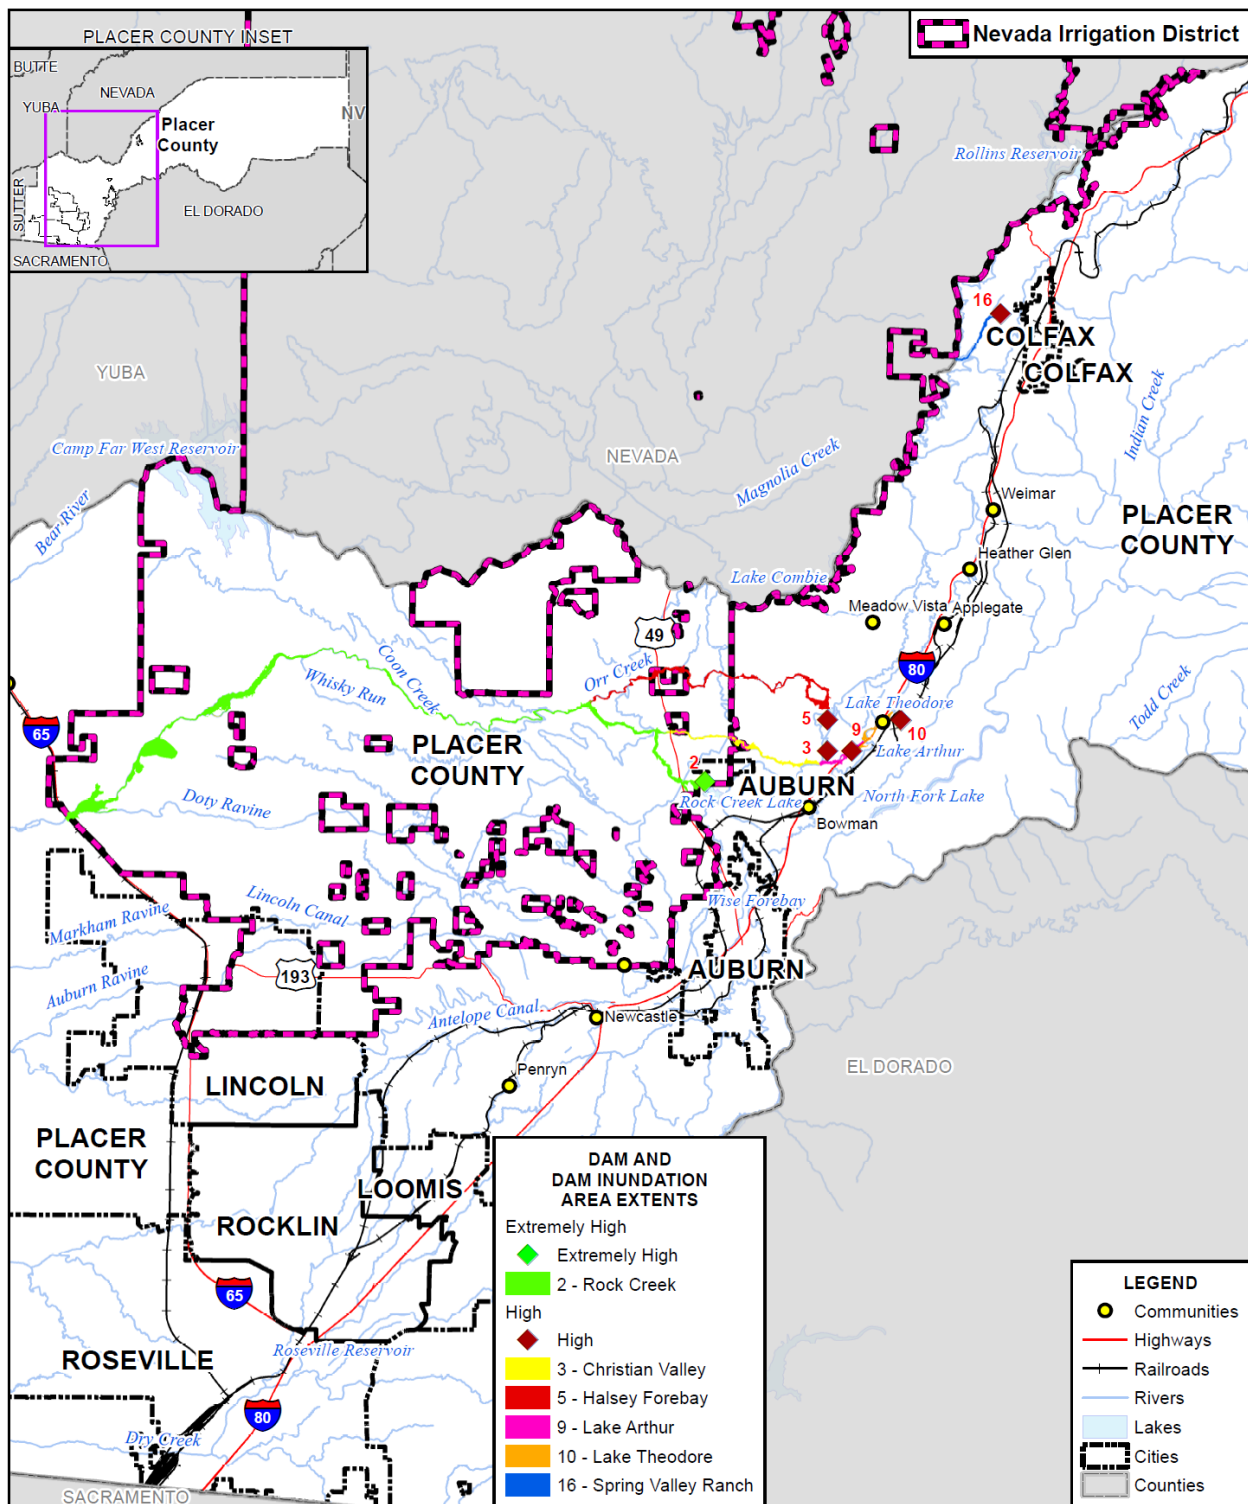 PLACER COUNTY INSET
BUTTE
NEVADA
YUBA
NV
Placer
County
SUTTER
EL DORADO
SACRAMENTO
Nevada Irrigation District
Rollins Reservoir
16
COLFAX
COLFAX
YUBA
Indian Creek
Camp Far West Reservoir
NEVADA
Magnolia Creek
Bear River
Weimar
PLACER
COUNTY
Heather Glen
Lake Combie
Meadow Vista
Applegate
49
Coon Creek
Orr Creek
80
Whisky Run
Todd Creek
Lake Theodore
65
5
9
10
PLACER
COUNTY
3
Lake Arthur
2
AUBURN
Doty Ravine
Rock Creek Lake
North Fork Lake
Bowman
Lincoln Canal
Wise Forebay
Markham Ravine
193
AUBURN
Auburn Ravine
Antelope Canal
Newcastle
EL DORADO
Penryn
LINCOLN
PLACER
COUNTY
LOOMIS
ROCKLIN
65
Roseville Reservoir
ROSEVILLE
80
Dry Creek
SACRAMENTO
DAM AND
DAM INUNDATION
AREA EXTENTS
Extremely High
Extremely High
2 - Rock Creek
High
High
3 - Christian Valley
5 - Halsey Forebay
9 - Lake Arthur
10 - Lake Theodore
16 - Spring Valley Ranch
LEGEND
Communities
Highways
Railroads
Rivers
Lakes
Cities
Counties